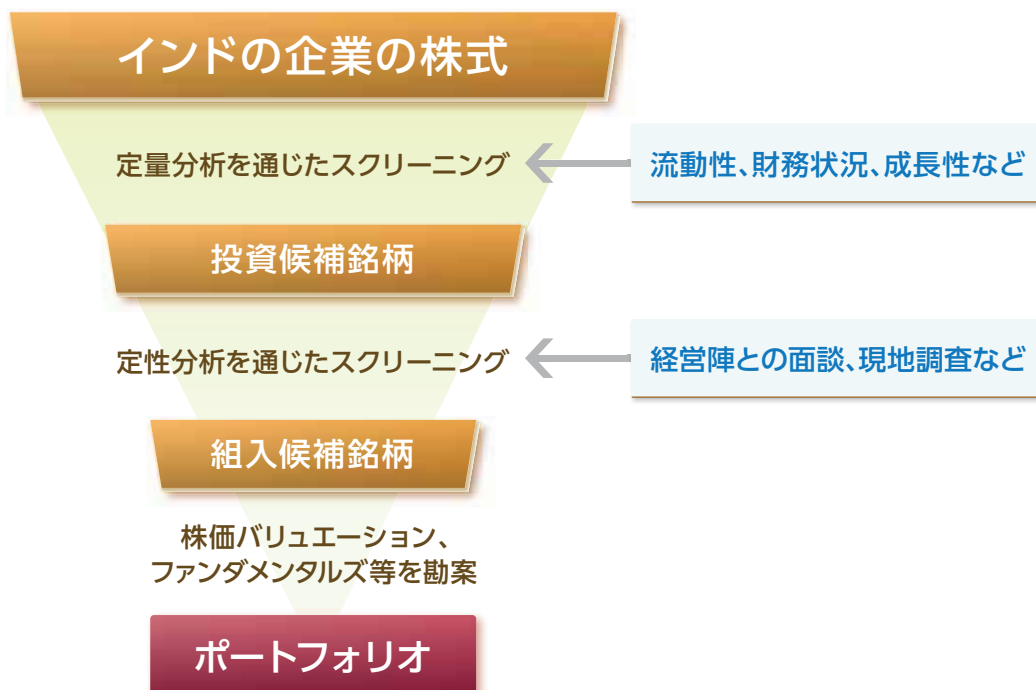 インドの企業の株式
定量分析を通じたスクリーニング
流動性、財務状況、成長性など
投資候補銘柄
定性分析を通じたスクリーニング
経営陣との面談、現地調査など
組入候補銘柄
株価バリュエーション、
ファンダメンタルズ等を勘案
ポートフォリオ